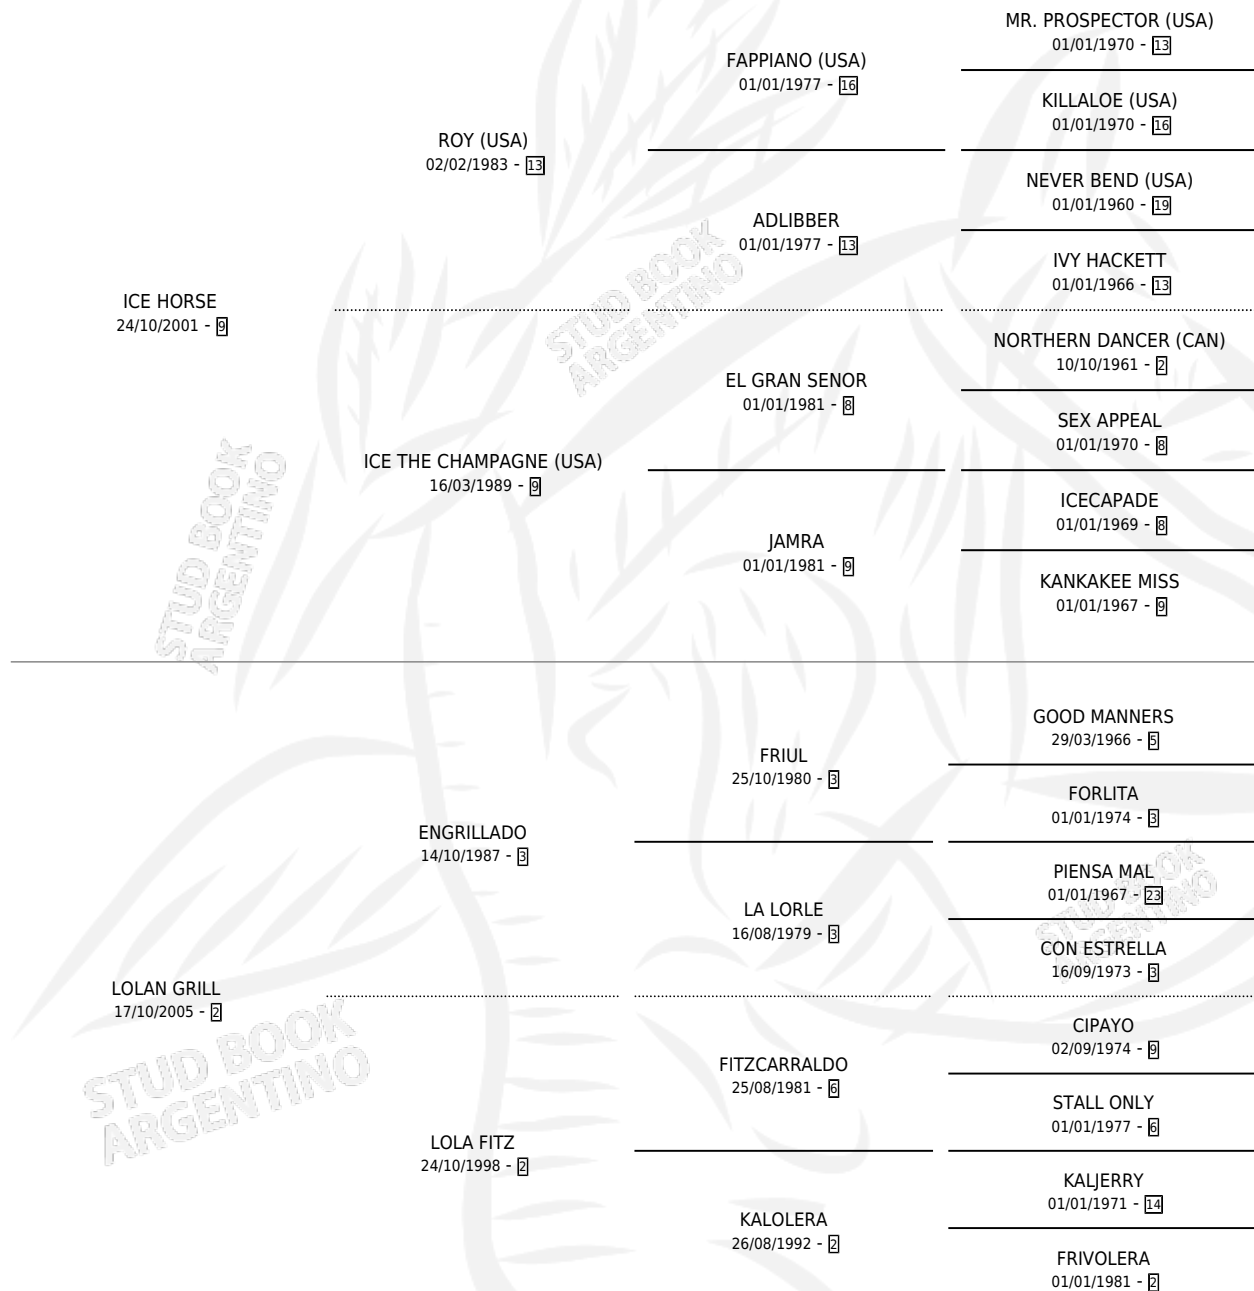 MR. PROSPECTOR (USA)
01/01/1970 - 13
FAPPIANO (USA)
01/01/1977 - 16
KILLALOE (USA)
01/01/1970 - 16
ROY (USA)
02/02/1983 - 13
NEVER BEND (USA)
01/01/1960 - 19
ADLIBBER
01/01/1977 - 13
IVY HACKETT
01/01/1966 - 13
ICE HORSE
24/10/2001 - 9
NORTHERN DANCER (CAN)
10/10/1961 - 2
EL GRAN SENOR
01/01/1981 - 8
SEX APPEAL
01/01/1970 - 8
ICE THE CHAMPAGNE (USA)
16/03/1989 - 9
ICECAPADE
01/01/1969 - 8
JAMRA
01/01/1981 - 9
KANKAKEE MISS
01/01/1967 - 9
STUD BOOK
ARGENTINO
STUD BOOK
ARGENTINO
GOOD MANNERS
29/03/1966 - 5
FRIUL
25/10/1980 - 3
FORLITA
01/01/1974 - 3
ENGRILLADO
14/10/1987 - 3
PIENSA MAL
01/01/1967 - 23
LA LORLE
16/08/1979 - 3
CON ESTRELLA
16/09/1973 - 3
STUD BOOK
ARGENTINO
LOLAN GRILL
17/10/2005 - 2
CIPAYO
02/09/1974 - 9
FITZCARRALDO
25/08/1981 - 6
STALL ONLY
01/01/1977 - 6
LOLA FITZ
24/10/1998 - 2
KALJERRY
01/01/1971 - 14
KALOLERA
26/08/1992 - 2
FRIVOLERA
01/01/1981 - 2
STUD BOOK
ARGENTINO